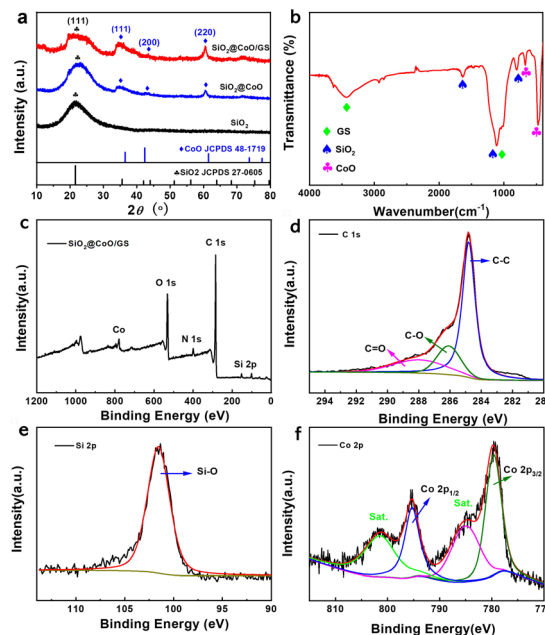 a
(111)
(111)
(200)
(220)
SiO2@CoO/GS
SiO2@CoO
SiO2
CoO JCPDS 48-1719
SiO2 JCPDS 27-0605
Intensity (a.u.)
10 20 30 40 50 60 70 80
2θ (°)
b
Transmittance (%)
GS
SiO2
CoO
4000 3000 2000 1000
Wavenumber(cm-1)
c
SiO2@CoO/GS
C 1s
O 1s
Co
N 1s
Si 2p
Intensity(a.u.)
1200 1000 800 600 400 200
Binding Energy (eV)
d
C 1s
C-C
C-O
C=O
Intensity(a.u.)
294 292 290 288 286 284 282 280
Binding Energy (eV)
e
Si 2p
Si-O
Intensity(a.u.)
110 105 100 95 90
Binding Energy (eV)
f
Co 2p
Co 2p3/2
Co 2p1/2
Sat.
Sat.
Intensity(a.u.)
810 800 790 780
Binding Energy(eV)